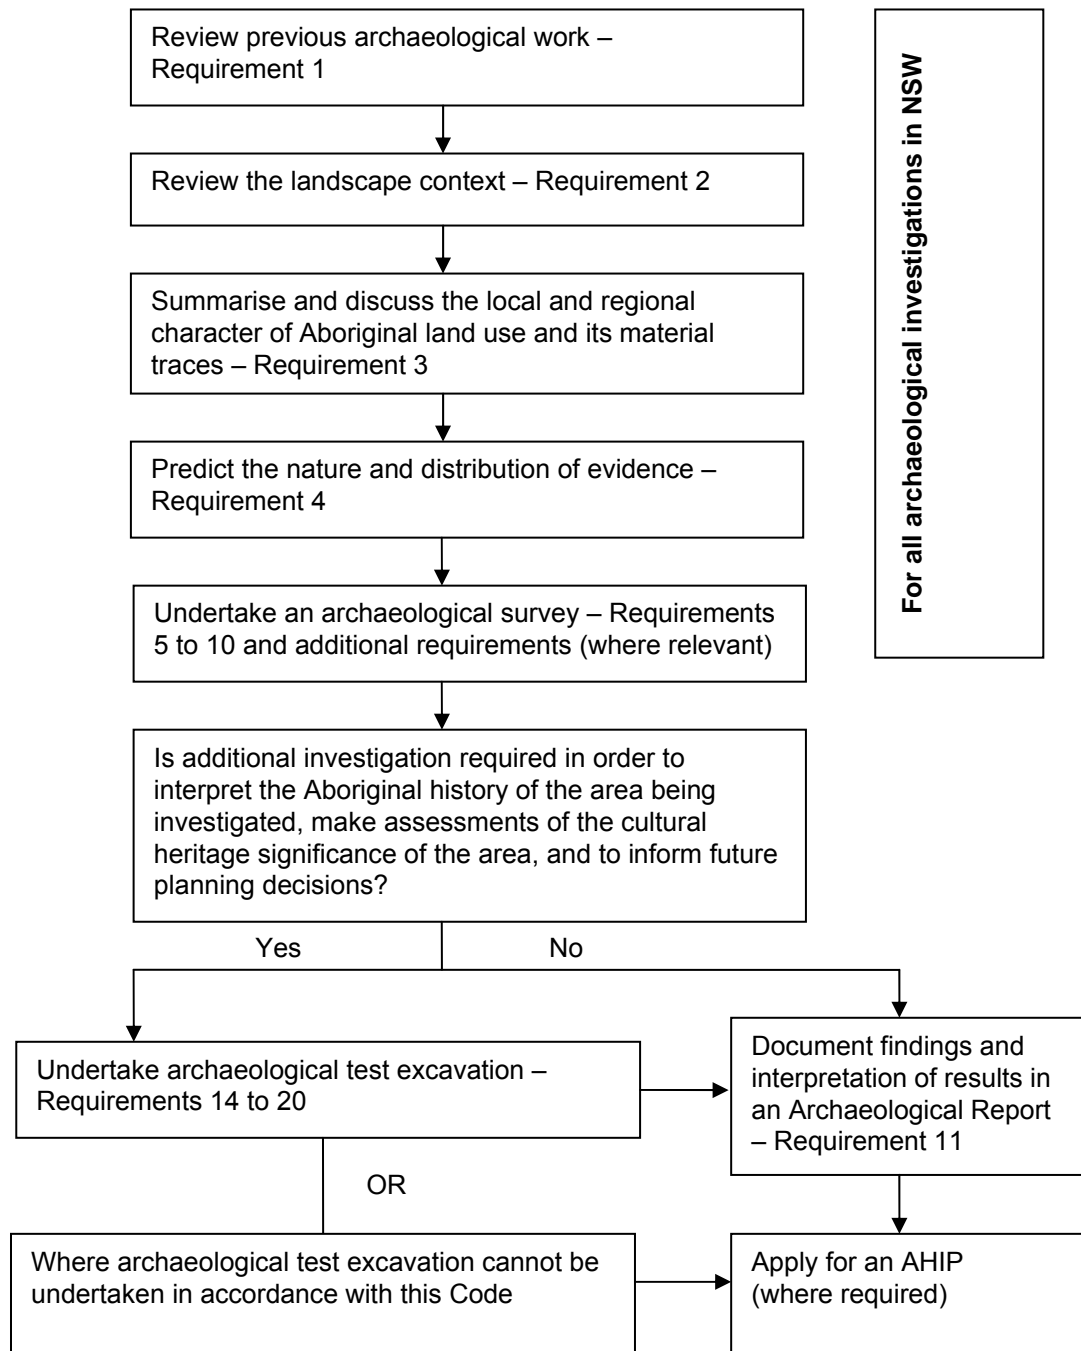 Review previous archaeological work –
Requirement 1
For all archaeological investigations in NSW
Review the landscape context – Requirement 2
Summarise and discuss the local and regional
character of Aboriginal land use and its material
traces – Requirement 3
Predict the nature and distribution of evidence –
Requirement 4
Undertake an archaeological survey – Requirements
5 to 10 and additional requirements (where relevant)
Is additional investigation required in order to
interpret the Aboriginal history of the area being
investigated, make assessments of the cultural
heritage significance of the area, and to inform future
planning decisions?
Yes
No
Undertake archaeological test excavation –
Requirements 14 to 20
Document findings and
interpretation of results in
an Archaeological Report
– Requirement 11
OR
Where archaeological test excavation cannot be
undertaken in accordance with this Code
Apply for an AHIP
(where required)